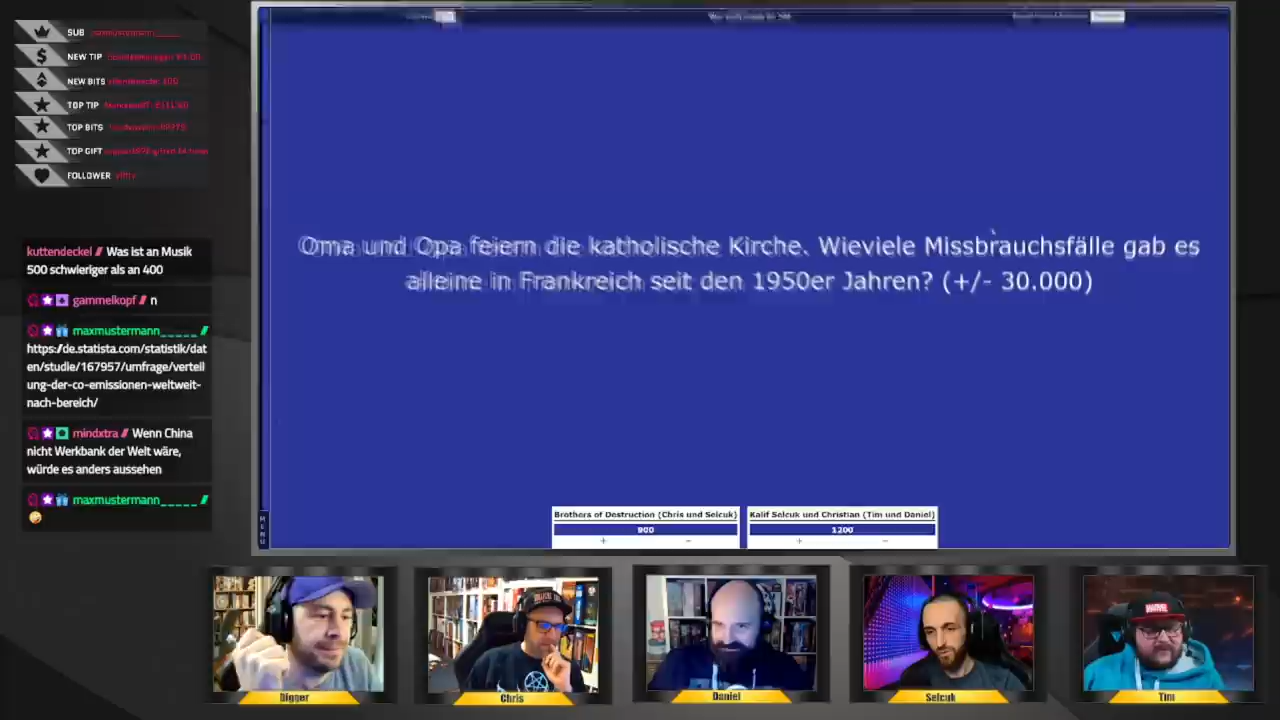 SUB
NEW TIP
NEW BITS
TOP TIP
TOP BITS
TOP GIFT
FOLLOWER
kuttendeckel // Was ist an Musik
500 schwieriger als an 400
gammelkopf // n
maxmustermann_____ //
https://de.statista.com/statistik/dat
en/studie/167957/umfrage/verteil
ung-der-co-emissionen-weltweit-
nach-bereich/
mindxtra // Wenn China
nicht Werkbank der Welt wäre,
würde es anders aussehen
maxmustermann_____ //
Oma und Opa feiern die katholische Kirche. Wieviele Missbrauchsfälle gab es
alleine in Frankreich seit den 1950er Jahren? (+/- 30.000)
MENU
Brothers of Destruction (Chris und Selcuk)
900
+ -
Kalif Selcuk und Christian (Tim und Daniel)
1200
+ -
MARVEL
Digger
Chris
Daniel
Selcuk
Tim